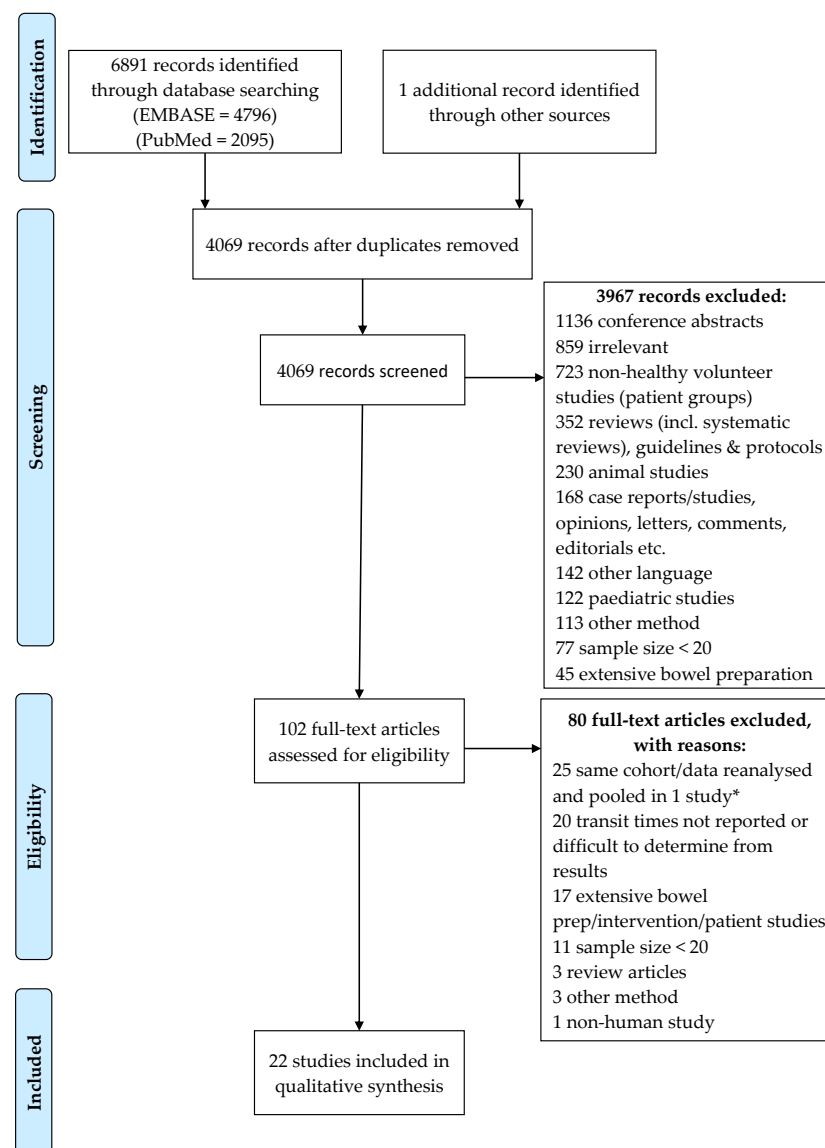 Identification
6891 records identified
through database searching
(EMBASE = 4796)
(PubMed = 2095)
1 additional record identified
through other sources
Screening
4069 records after duplicates removed
4069 records screened
3967 records excluded:
1136 conference abstracts
859 irrelevant
723 non-healthy volunteer
studies (patient groups)
352 reviews (incl. systematic
reviews), guidelines & protocols
230 animal studies
168 case reports/studies,
opinions, letters, comments,
editorials etc.
142 other language
122 paediatric studies
113 other method
77 sample size < 20
45 extensive bowel preparation
Eligibility
102 full-text articles
assessed for eligibility
80 full-text articles excluded,
with reasons:
25 same cohort/data reanalysed
and pooled in 1 study*
20 transit times not reported or
difficult to determine from
results
17 extensive bowel
prep/intervention/patient studies
11 sample size < 20
3 review articles
3 other method
1 non-human study
Included
22 studies included in
qualitative synthesis